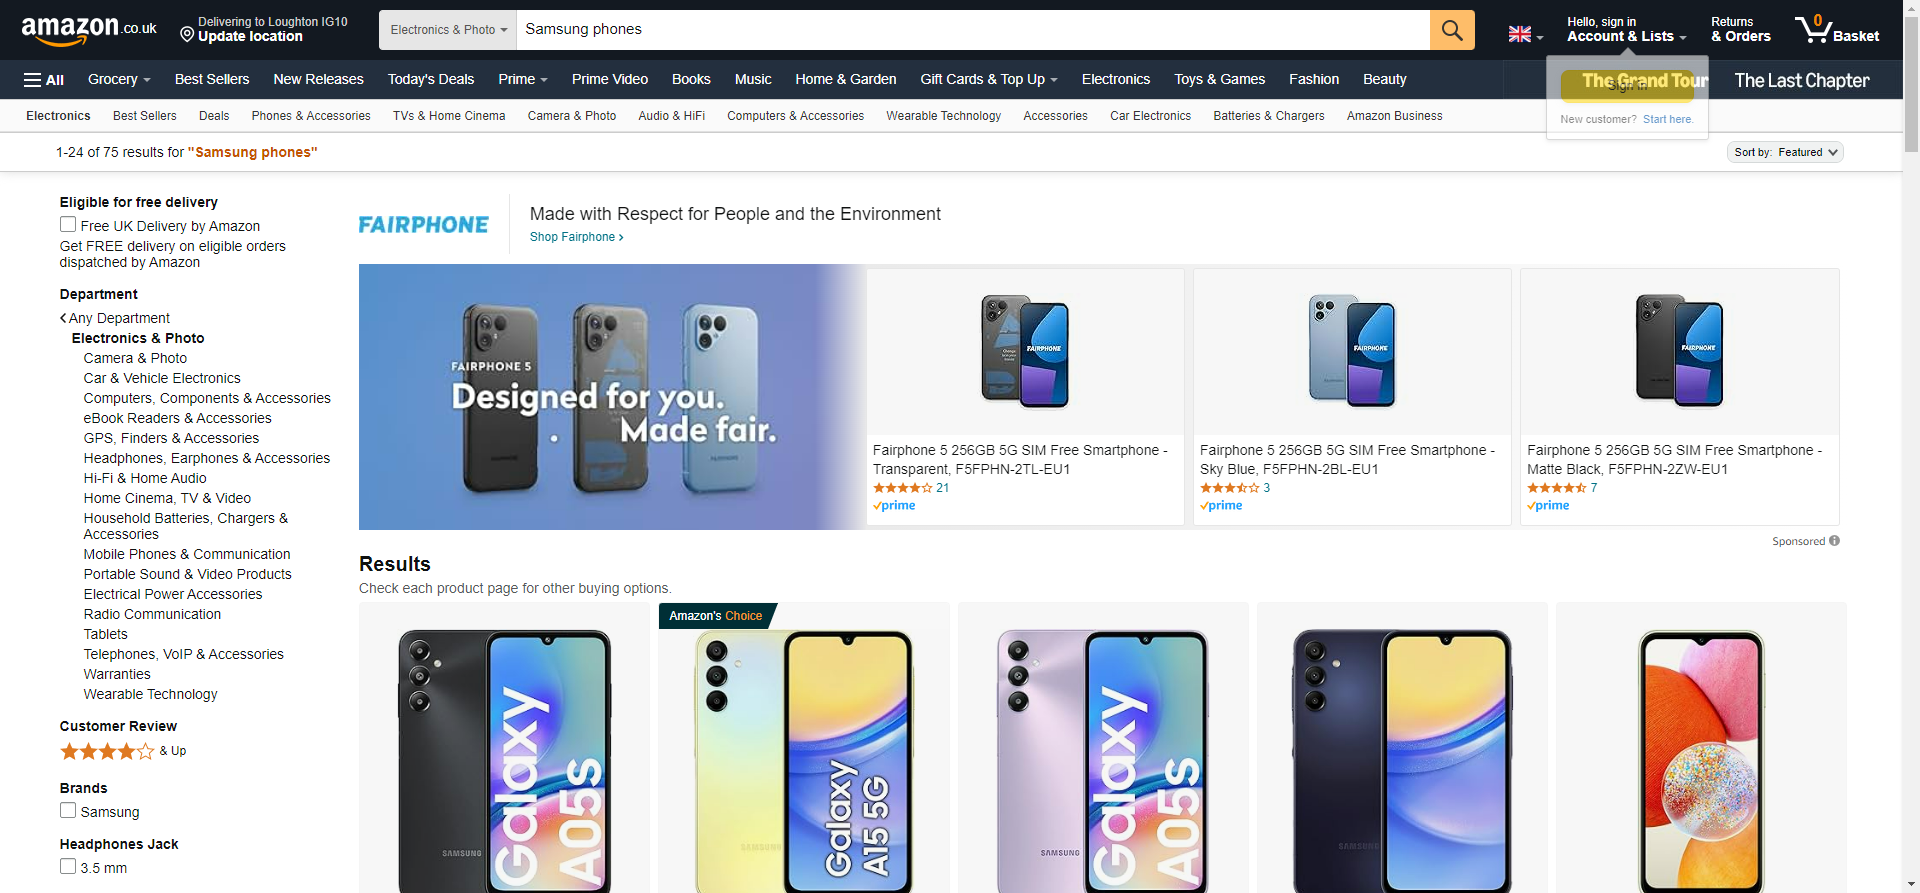 amazon.co.uk
Delivering to Loughton IG10
Update location
Electronics & Photo
Samsung phones
Hello, sign in
Account & Lists
Returns
& Orders
0
Basket
All
Grocery
Best Sellers
New Releases
Today's Deals
Prime
Prime Video
Books
Music
Home & Garden
Gift Cards & Top Up
Electronics
Toys & Games
Fashion
Beauty
The Grand Tour
The Last Chapter
Sign in
New customer? Start here.
Electronics
Best Sellers
Deals
Phones & Accessories
TVs & Home Cinema
Camera & Photo
Audio & HiFi
Computers & Accessories
Wearable Technology
Accessories
Car Electronics
Batteries & Chargers
Amazon Business
1-24 of 75 results for "Samsung phones"
Sort by: Featured
Eligible for free delivery
Free UK Delivery by Amazon
Get FREE delivery on eligible orders
dispatched by Amazon
Department
Any Department
Electronics & Photo
Camera & Photo
Car & Vehicle Electronics
Computers, Components & Accessories
eBook Readers & Accessories
GPS, Finders & Accessories
Headphones, Earphones & Accessories
Hi-Fi & Home Audio
Home Cinema, TV & Video
Household Batteries, Chargers &
Accessories
Mobile Phones & Communication
Portable Sound & Video Products
Electrical Power Accessories
Radio Communication
Tablets
Telephones, VoIP & Accessories
Warranties
Wearable Technology
Customer Review
& Up
Brands
Samsung
Headphones Jack
3.5 mm
FAIRPHONE
Made with Respect for People and the Environment
Shop Fairphone
FAIRPHONE 5
Designed for you.
Made fair.
FAIRPHONE
Fairphone 5 256GB 5G SIM Free Smartphone -
Transparent, F5FPHN-2TL-EU1
21
prime
FAIRPHONE
Fairphone 5 256GB 5G SIM Free Smartphone -
Sky Blue, F5FPHN-2BL-EU1
3
prime
FAIRPHONE
Fairphone 5 256GB 5G SIM Free Smartphone -
Matte Black, F5FPHN-2ZW-EU1
7
prime
Sponsored
Results
Check each product page for other buying options.
SAMSUNG
Galaxy
A05s
Amazon's Choice
SAMSUNG
Galaxy
A15 5G
SAMSUNG
Galaxy
A05s
SAMSUNG